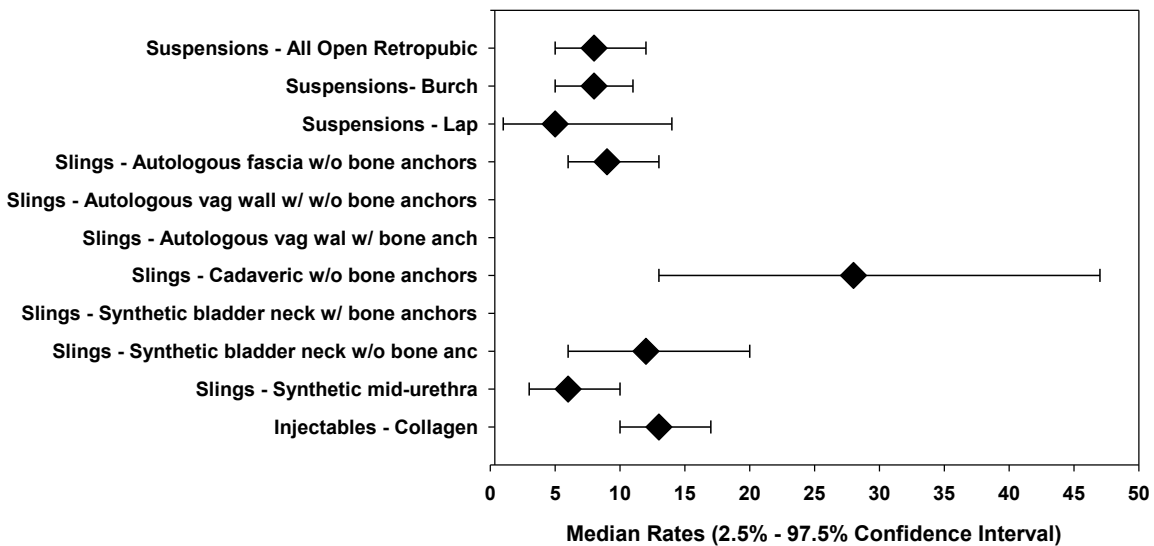 Suspensions - All Open Retropubic
Suspensions- Burch
Suspensions - Lap
Slings - Autologous fascia w/o bone anchors
Slings - Autologous vag wall w/ w/o bone anchors
Slings - Autologous vag wal w/ bone anch
Slings - Cadaveric w/o bone anchors
Slings - Synthetic bladder neck w/ bone anchors
Slings - Synthetic bladder neck w/o bone anc
Slings - Synthetic mid-urethra
Injectables - Collagen
0 5 10 15 20 25 30 35 40 45 50
Median Rates (2.5% - 97.5% Confidence Interval)